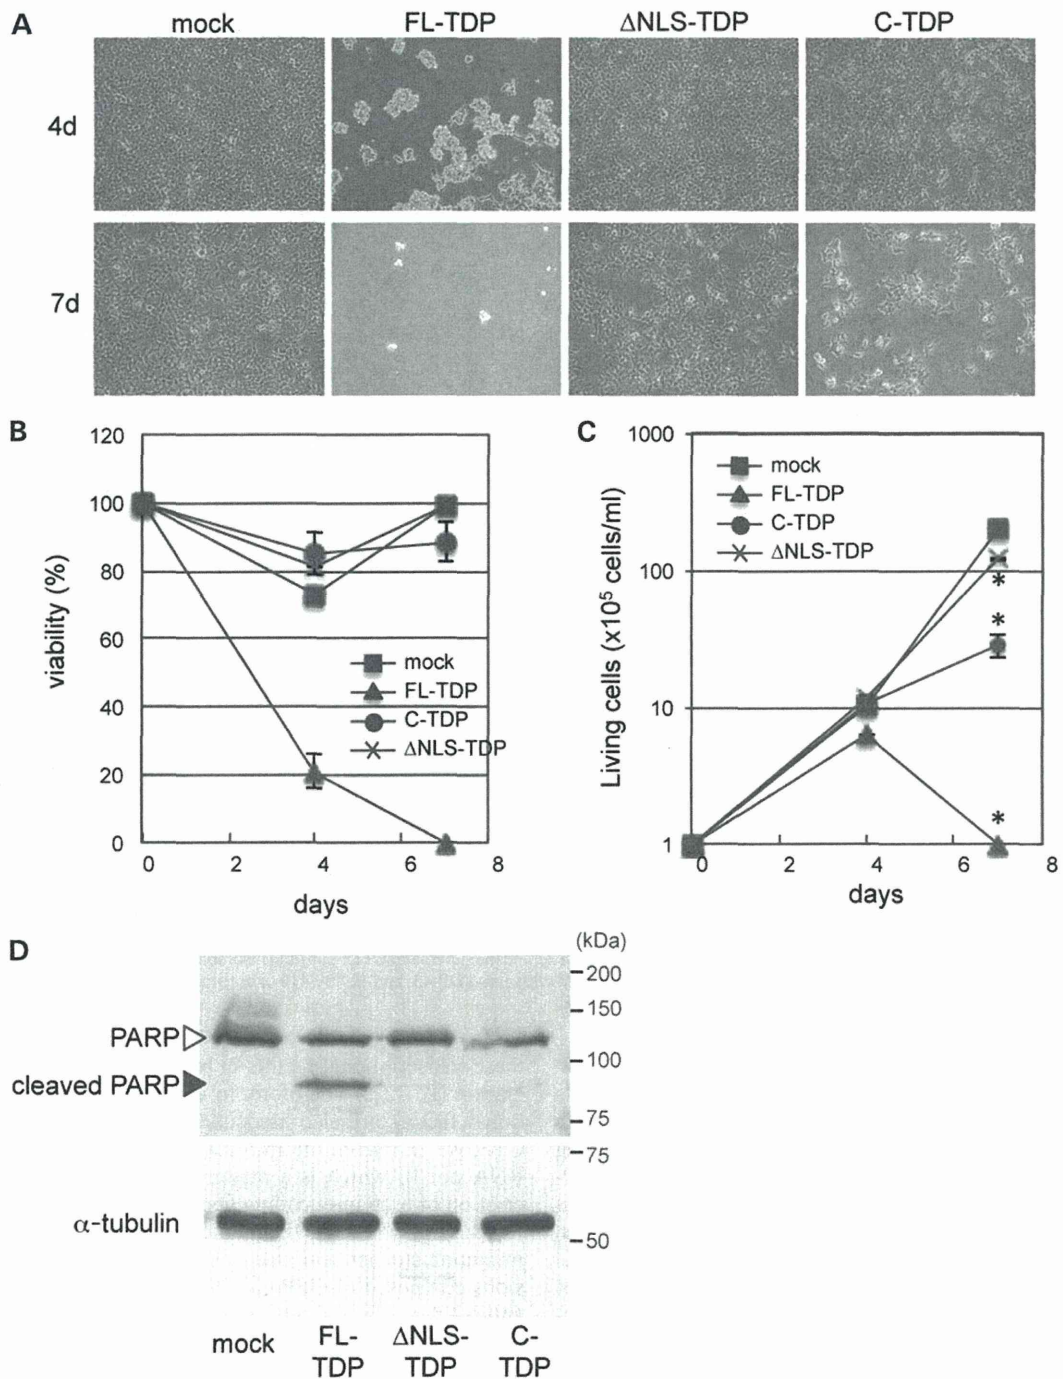 A
mock FL-TDP ΔNLS-TDP C-TDP
4d
7d
B
120
100
80
60
40
20
0
viability (%)
mock
FL-TDP
C-TDP
ΔNLS-TDP
0 2 4 6 8
days
C
1000
100
10
1
Living cells (x10⁵ cells/ml)
mock
FL-TDP
C-TDP
ΔNLS-TDP
*
*
*
0 2 4 6 8
days
D
(kDa)
200
150
PARP
100
cleaved PARP
75
75
α-tubulin
50
mock FL-TDP ΔNLS-TDP C-TDP